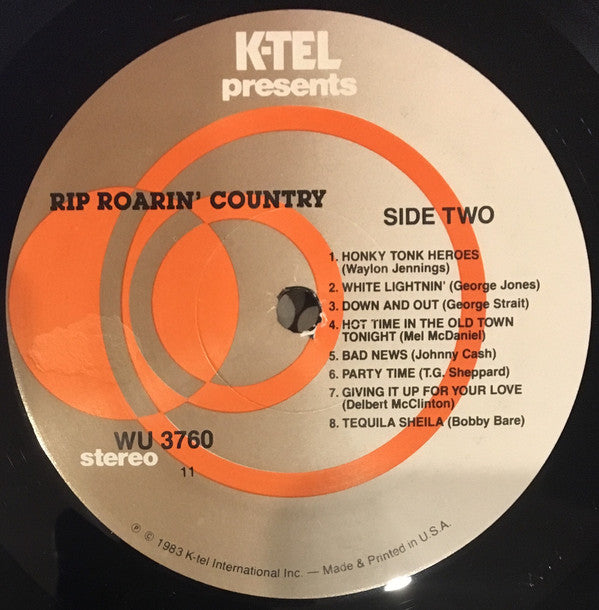 K-TEL
presents
RIP ROARIN' COUNTRY
SIDE TWO
1. HONKY TONK HEROES
(Waylon Jennings)
2. WHITE LIGHTNIN' (George Jones)
3. DOWN AND OUT (George Strait)
4. HOT TIME IN THE OLD TOWN
TONIGHT (Mel McDaniel)
5. BAD NEWS (Johnny Cash)
6. PARTY TIME (T.G. Sheppard)
7. GIVING IT UP FOR YOUR LOVE
(Delbert McClinton)
8. TEQUILA SHEILA (Bobby Bare)
WU 3760
stereo
11
℗ © 1983 K-tel International Inc. — Made & Printed in U.S.A.